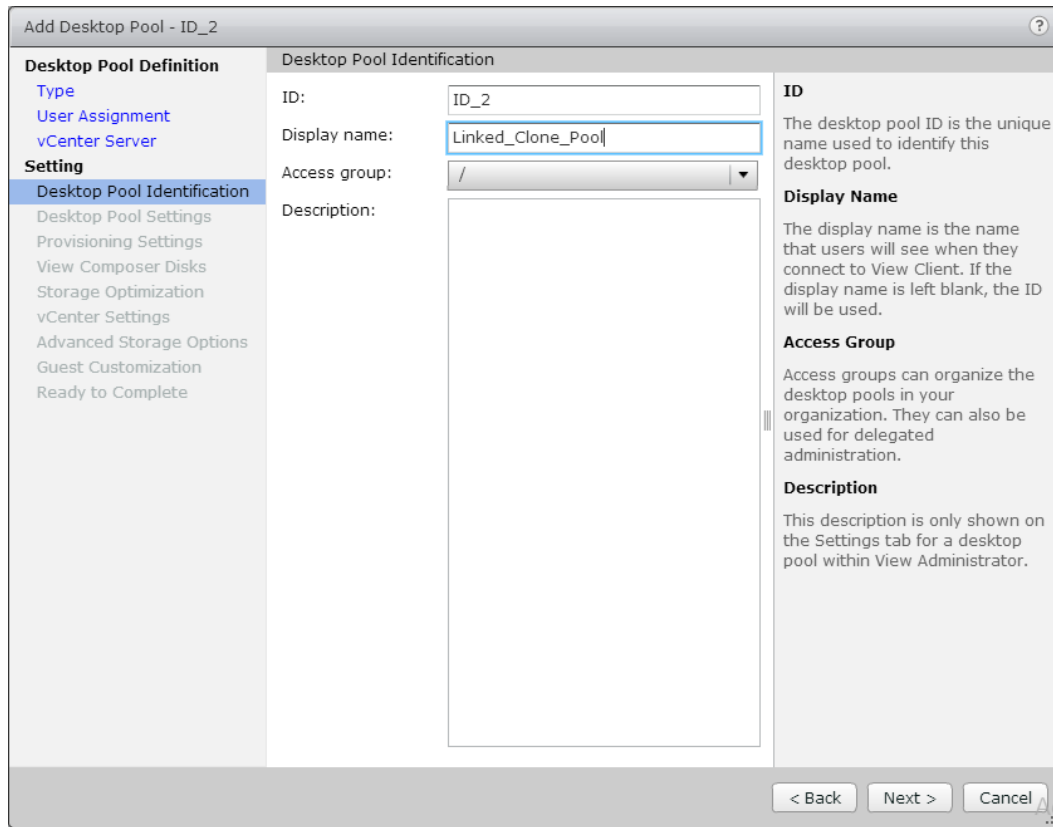 Add Desktop Pool - ID_2
?
Desktop Pool Definition
Type
User Assignment
vCenter Server
Setting
Desktop Pool Identification
Desktop Pool Settings
Provisioning Settings
View Composer Disks
Storage Optimization
vCenter Settings
Advanced Storage Options
Guest Customization
Ready to Complete
Desktop Pool Identification
ID:
ID_2
Display name:
Linked_Clone_Pool
Access group:
/
Description:
ID
The desktop pool ID is the unique
name used to identify this
desktop pool.
Display Name
The display name is the name
that users will see when they
connect to View Client. If the
display name is left blank, the ID
will be used.
Access Group
Access groups can organize the
desktop pools in your
organization. They can also be
used for delegated
administration.
Description
This description is only shown on
the Settings tab for a desktop
pool within View Administrator.
< Back
Next >
Cancel
A